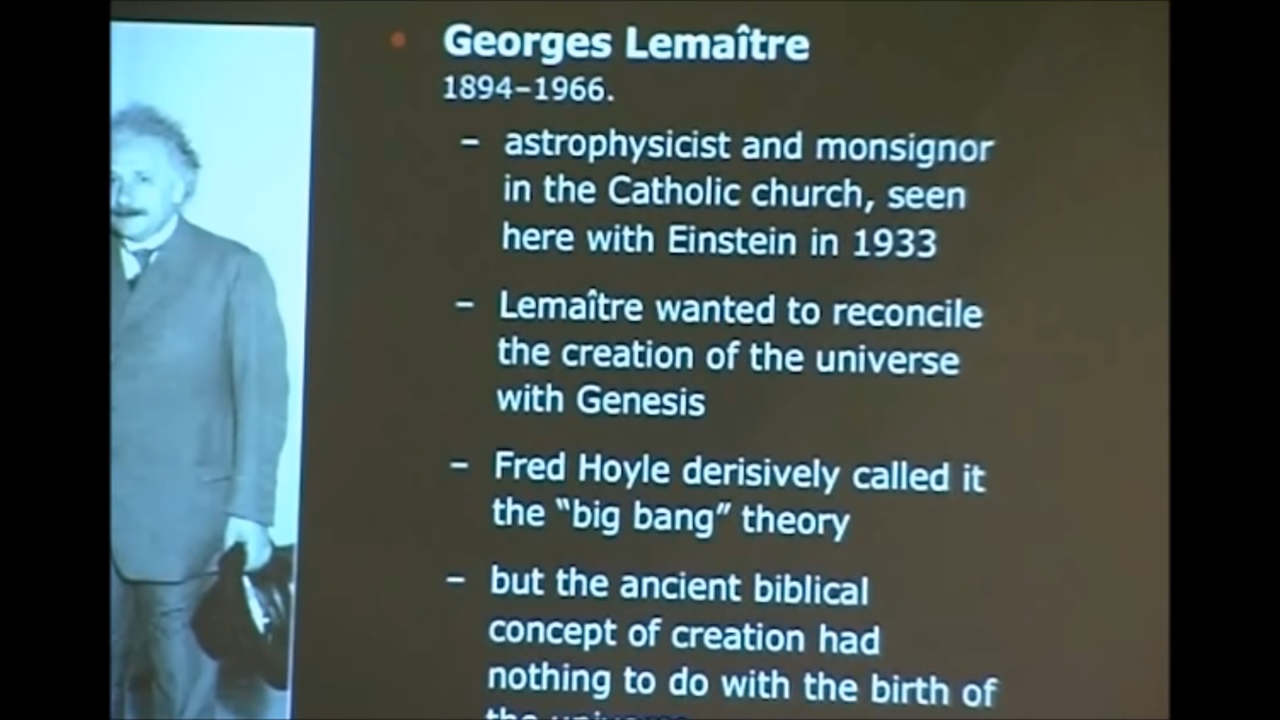 Georges Lemaître
1894–1966.
– astrophysicist and monsignor
in the Catholic church, seen
here with Einstein in 1933
– Lemaître wanted to reconcile
the creation of the universe
with Genesis
– Fred Hoyle derisively called it
the “big bang” theory
– but the ancient biblical
concept of creation had
nothing to do with the birth of
the